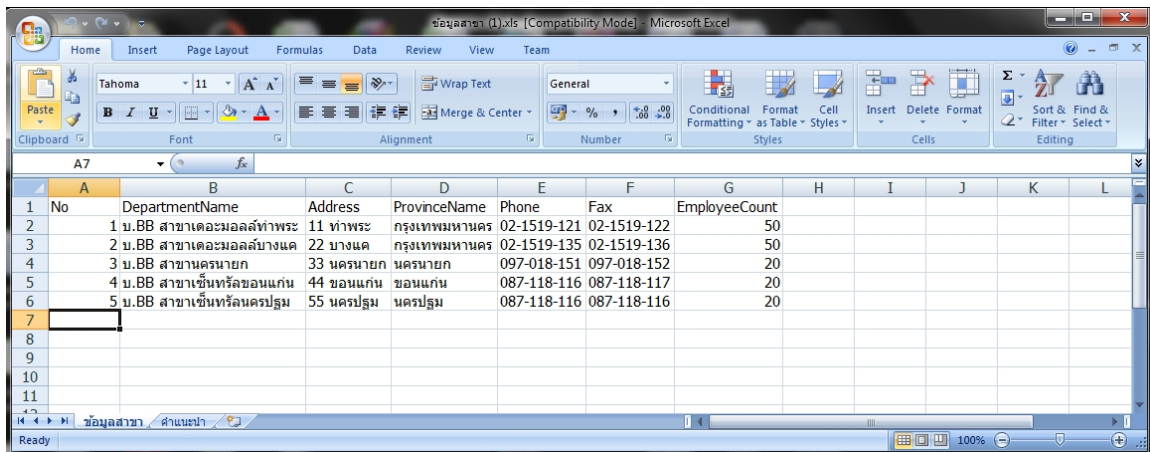 ข้อมูลสาขา (1).xls [Compatibility Mode] - Microsoft Excel
Home Insert Page Layout Formulas Data Review View Team
Paste Tahoma 11 A A Wrap Text General Conditional Formatting Format as Table Cell Styles Insert Delete Format Sort & Filter Find & Select
B I U A Merge & Center % ,
Clipboard Font Alignment Number Styles Cells Editing
A7 fx
A B C D E F G H I J K L
1 No DepartmentName Address ProvinceName Phone Fax EmployeeCount
2 1 บ.BB สาขาเดอะมอลล์ท่าพระ 11 ท่าพระ กรุงเทพมหานคร 02-1519-121 02-1519-122 50
3 2 บ.BB สาขาเดอะมอลล์บางแค 22 บางแค กรุงเทพมหานคร 02-1519-135 02-1519-136 50
4 3 บ.BB สาขานครนายก 33 นครนายก นครนายก 097-018-151 097-018-152 20
5 4 บ.BB สาขาเซ็นทรัลขอนแก่น 44 ขอนแก่น ขอนแก่น 087-118-116 087-118-117 20
6 5 บ.BB สาขาเซ็นทรัลนครปฐม 55 นครปฐม นครปฐม 087-118-116 087-118-116 20
7
8
9
10
11
ข้อมูลสาขา คำแนะนำ
Ready 100%